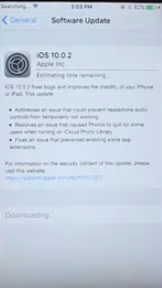 Searching...
3:03 PM
General
Software Update
iOS 10.0.2
Apple Inc.
Estimating time remaining...
iOS 10.0.2 fixes bugs and improves the stability of your iPhone
or iPad. This update:
• Addresses an issue that could prevent headphone audio
controls from temporarily not working
• Resolves an issue that caused Photos to quit for some
users when turning on iCloud Photo Library
• Fixes an issue that prevented enabling some app
extensions
For information on the security content of this update, please
visit this website:
Downloading...